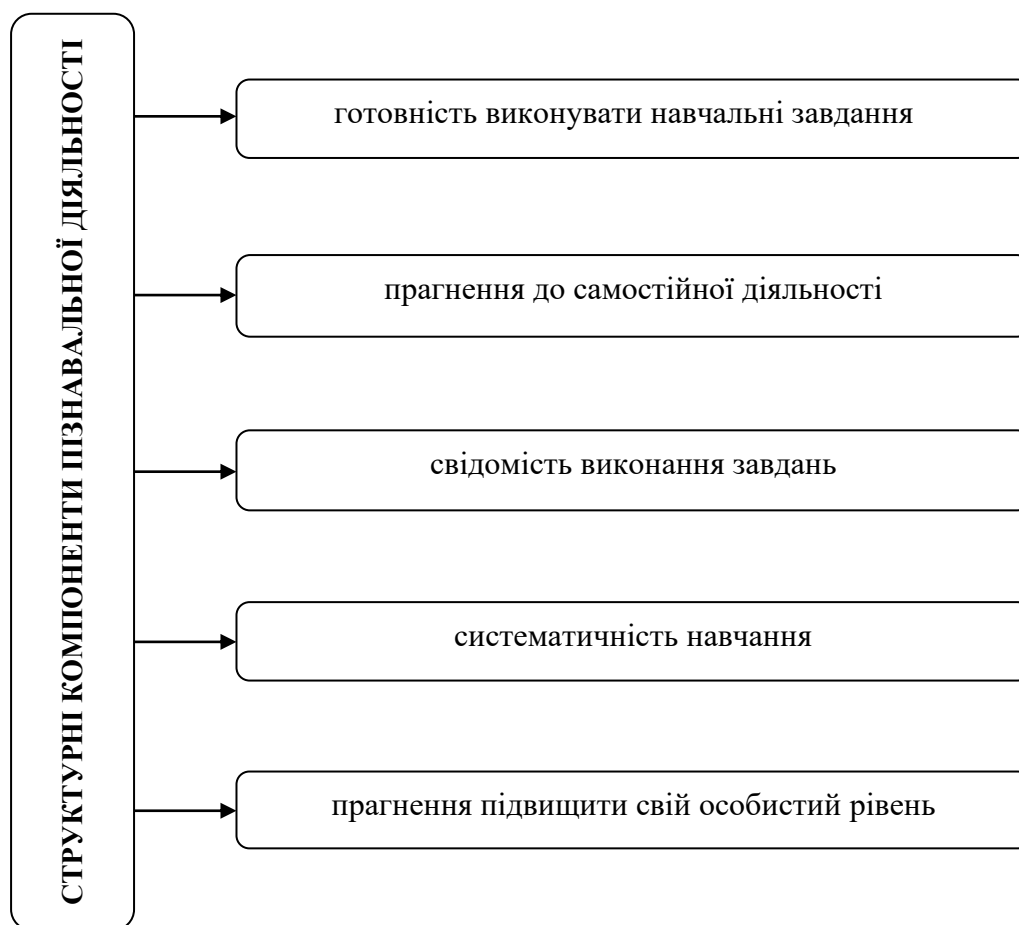 СТРУКТУРНІ КОМПОНЕНТИ ПІЗНАВАЛЬНОЇ ДІЯЛЬНОСТІ
готовність виконувати навчальні завдання
прагнення до самостійної діяльності
свідомість виконання завдань
систематичність навчання
прагнення підвищити свій особистий рівень